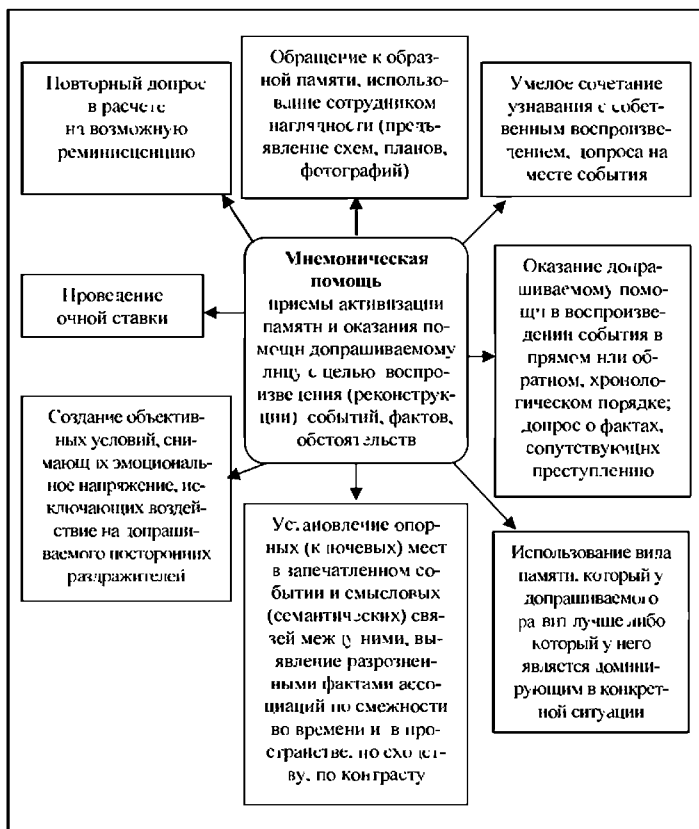 Повторный допрос
в расчете
на возможную
реминисценцию
Обращение к образ-
ной памяти, использо-
вание сотрудником
наглядности (предъ-
явление схем, планов,
фотографий)
Умелое сочетание
узнавания с собст-
венным воспроизве-
дением, допроса на
месте события
Мнемоническая
помощь
приемы активизации
памяти и оказания по-
мощи допрашиваемому
лицу с целью воспро-
изведения (реконструк-
ции) событий, фактов,
обстоятельств
Проведение
очной ставки
Оказание допра-
шиваемому помо-
щи в воспроизве-
дении события в
прямом или об-
ратном, хроноло-
гическом порядке;
допрос о фактах,
сопутствующих
преступлению
Создание объектив-
ных условий, сни-
мающих эмоциональ-
ное напряжение, ис-
ключающих воздей-
ствие на допраши-
ваемого посторонних
раздражителей
Установление опор-
ных (ключевых) мест
в запечатленном со-
бытии и смысловых
(семантических) свя-
зей между ними, вы-
явление разрознен-
ными фактами ассо-
циаций по смежности
во времени и в про-
странстве, по сходст-
ву, по контрасту
Использование вида
памяти, который у
допрашиваемого
развит лучше либо
который у него
является домини-
рующим в конкрет-
ной ситуации